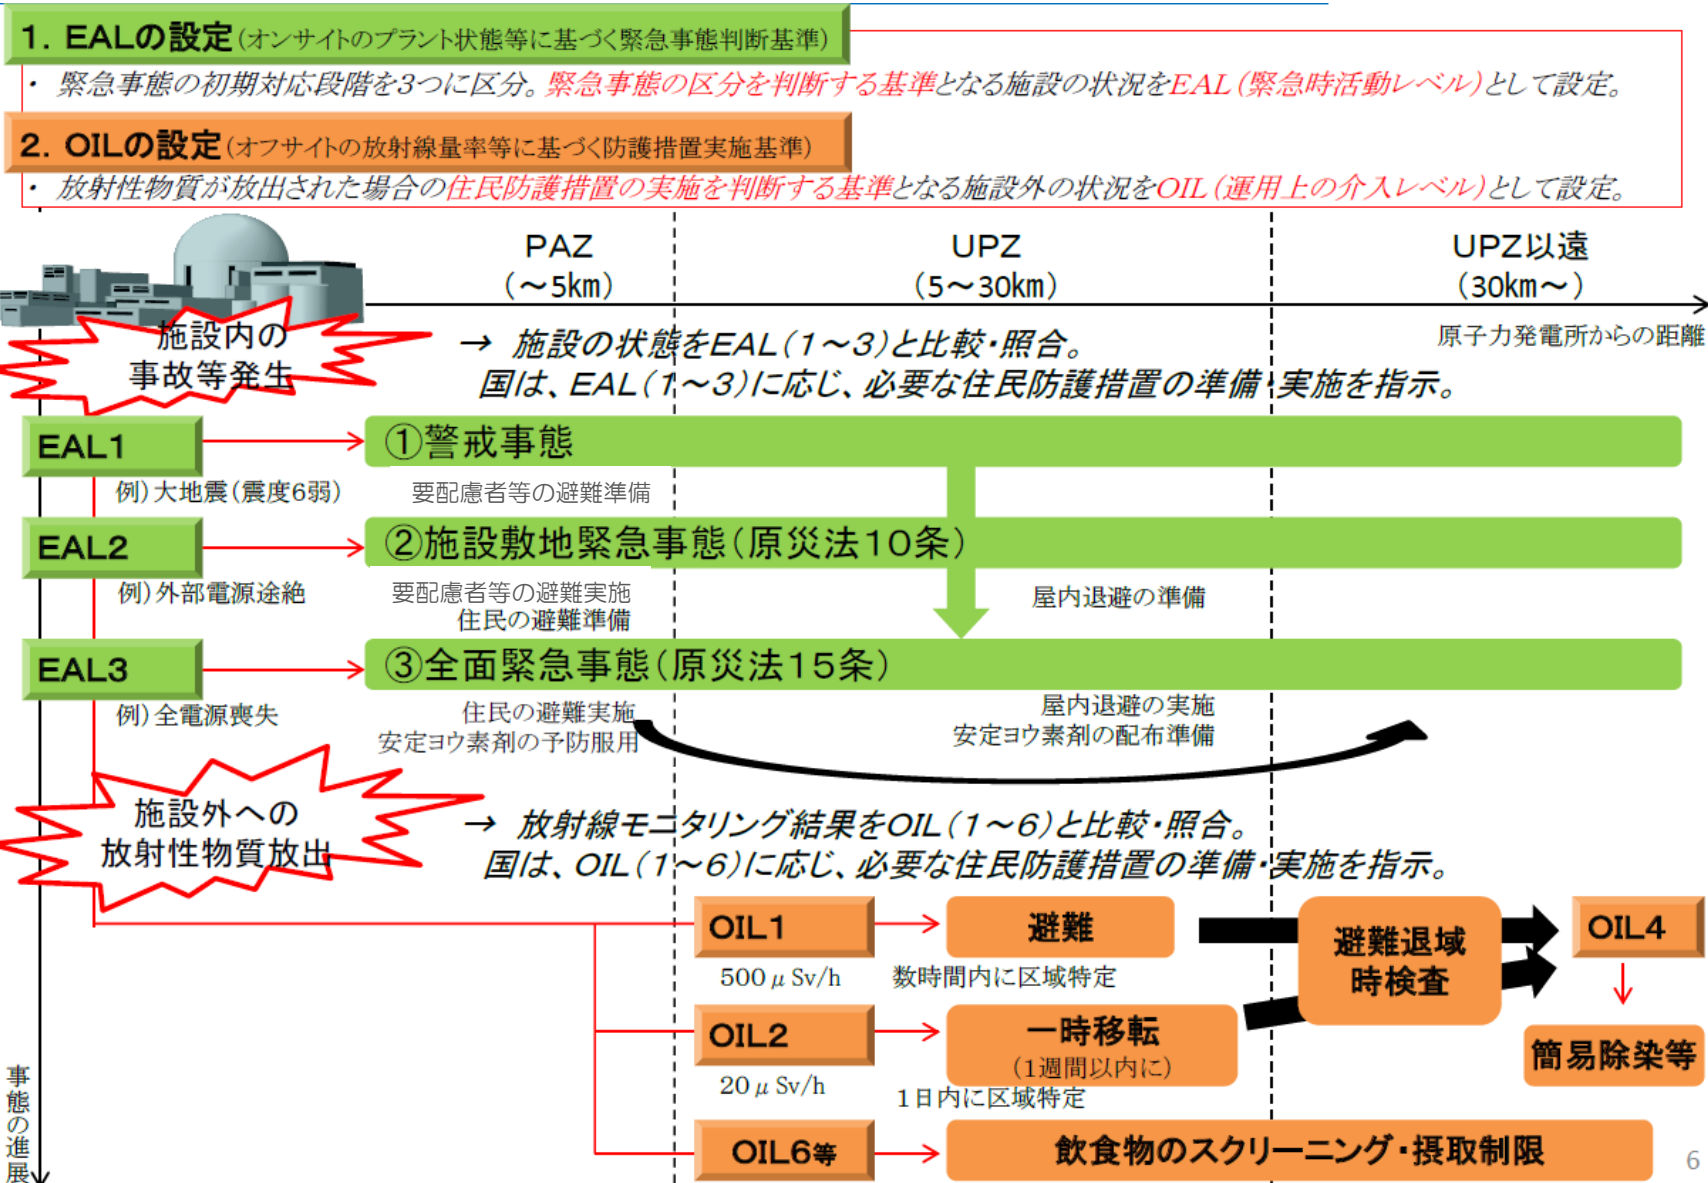 1. EALの設定(オンサイトのプラント状態等に基づく緊急事態判断基準)
・ 緊急事態の初期対応段階を3つに区分。緊急事態の区分を判断する基準となる施設の状況をEAL(緊急時活動レベル)として設定。
2. OILの設定(オフサイトの放射線量率等に基づく防護措置実施基準)
・ 放射性物質が放出された場合の住民防護措置の実施を判断する基準となる施設外の状況をOIL(運用上の介入レベル)として設定。
PAZ
(～5km)
UPZ
(5～30km)
UPZ以遠
(30km～)
原子力発電所からの距離
施設内の
事故等発生
→ 施設の状態をEAL(1～3)と比較・照合。
国は、EAL(1～3)に応じ、必要な住民防護措置の準備・実施を指示。
EAL1
①警戒事態
例)大地震(震度6弱)
要配慮者等の避難準備
EAL2
②施設敷地緊急事態(原災法10条)
例)外部電源途絶
要配慮者等の避難実施
住民の避難準備
屋内退避の準備
EAL3
③全面緊急事態(原災法15条)
例)全電源喪失
住民の避難実施
安定ヨウ素剤の予防服用
屋内退避の実施
安定ヨウ素剤の配布準備
施設外への
放射性物質放出
→ 放射線モニタリング結果をOIL(1～6)と比較・照合。
国は、OIL(1～6)に応じ、必要な住民防護措置の準備・実施を指示。
OIL1
避難
500μSv/h
数時間内に区域特定
避難退域
時検査
OIL4
OIL2
一時移転
(1週間以内に)
20μSv/h
1日内に区域特定
簡易除染等
OIL6等
飲食物のスクリーニング・摂取制限
事態の進展
6